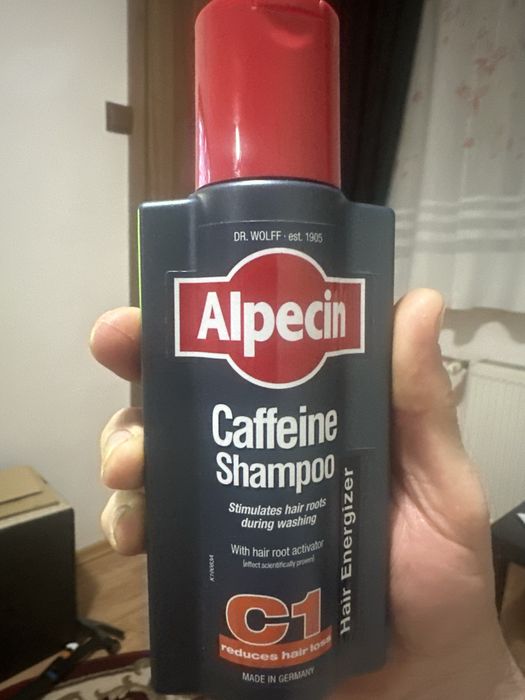 DR. WOLFF · est. 1905
Alpecin
Caffeine
Shampoo
Stimulates hair roots
during washing
With hair root activator
(effect scientifically proven)
Hair Energizer
C1
reduces hair loss
MADE IN GERMANY